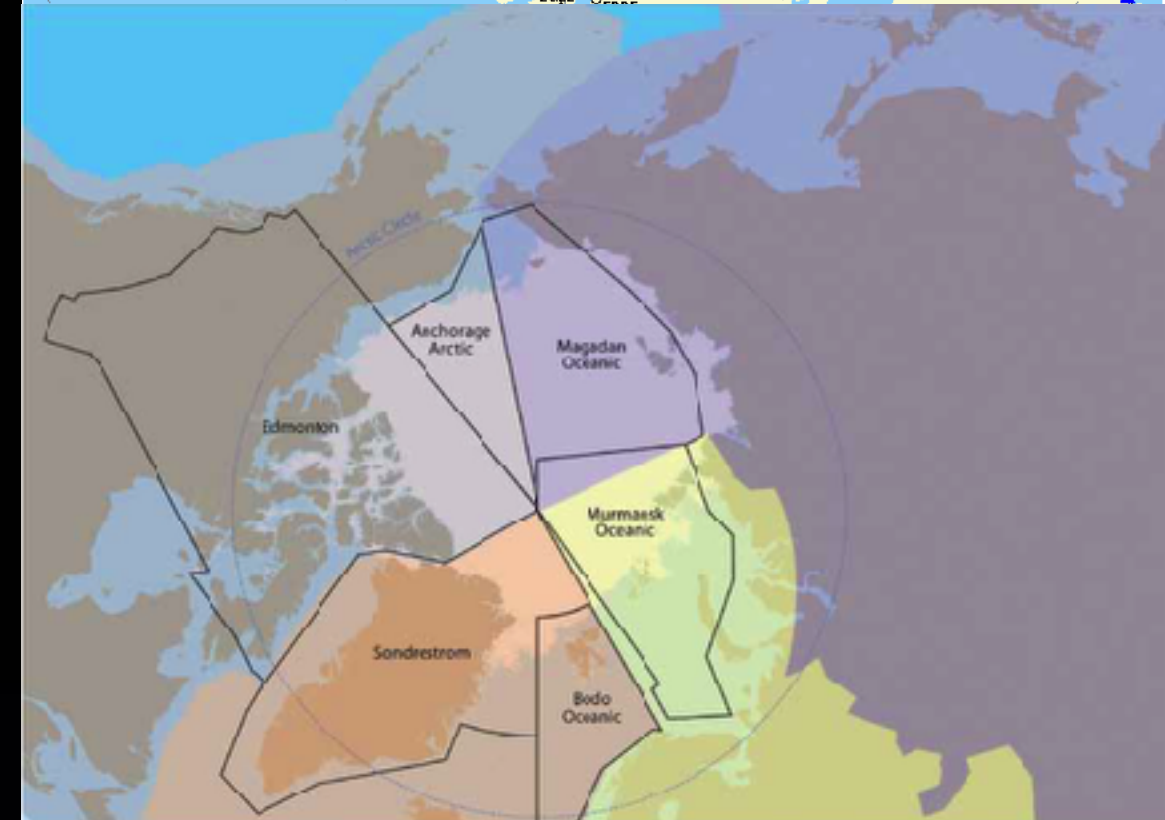 Arctic Circle
Anchorage
Arctic
Magadan
Oceanic
Edmonton
Murmansk
Oceanic
Sondrestrom
Bodo
Oceanic